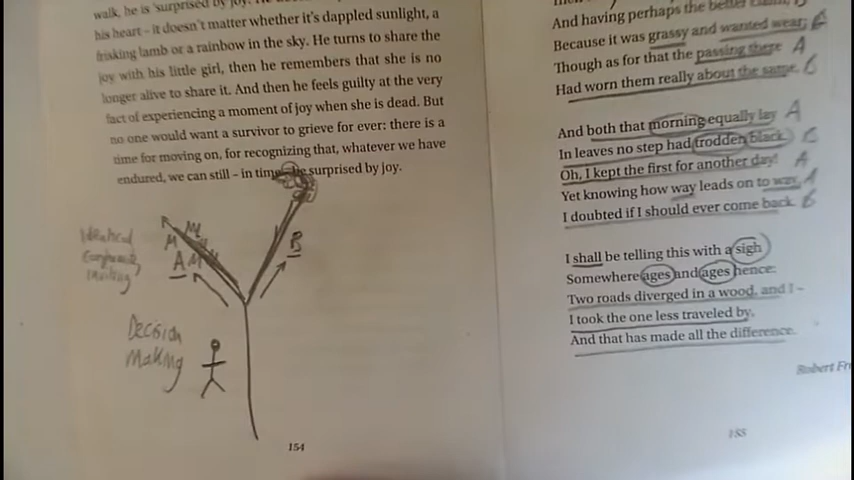 walk, he is 'surprised by joy.
his heart – it doesn't matter whether it's dappled sunlight, a
frisking lamb or a rainbow in the sky. He turns to share the
joy with his little girl, then he remembers that she is no
longer alive to share it. And then he feels guilty at the very
fact of experiencing a moment of joy when she is dead. But
no one would want a survivor to grieve for ever: there is a
time for moving on, for recognizing that, whatever we have
endured, we can still – in time – be surprised by joy.
B
A
Identical
inviting
Decision
Making
154
And having perhaps the better claim,
Because it was grassy and wanted wear;
Though as for that the passing there A
Had worn them really about the same, B
And both that morning equally lay A
In leaves no step had trodden black. B
Oh, I kept the first for another day! A
Yet knowing how way leads on to way, A
I doubted if I should ever come back. B
I shall be telling this with a sigh
Somewhere ages and ages hence:
Two roads diverged in a wood, and I –
I took the one less traveled by,
And that has made all the difference.
Robert Fr
155